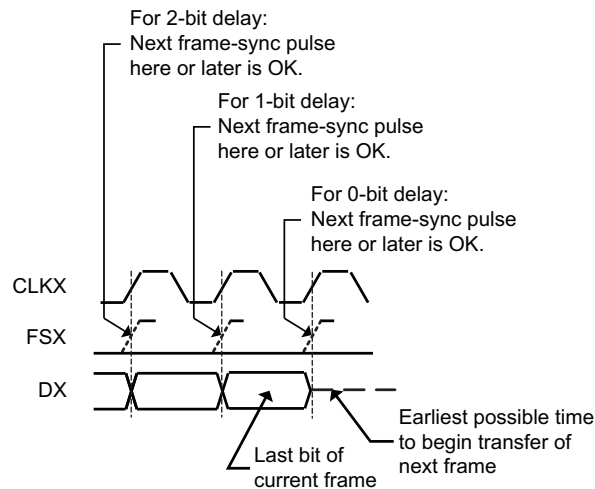 For 2-bit delay:
Next frame-sync pulse
here or later is OK.
For 1-bit delay:
Next frame-sync pulse
here or later is OK.
For 0-bit delay:
Next frame-sync pulse
here or later is OK.
CLKX
FSX
DX
Last bit of
current frame
Earliest possible time
to begin transfer of
next frame